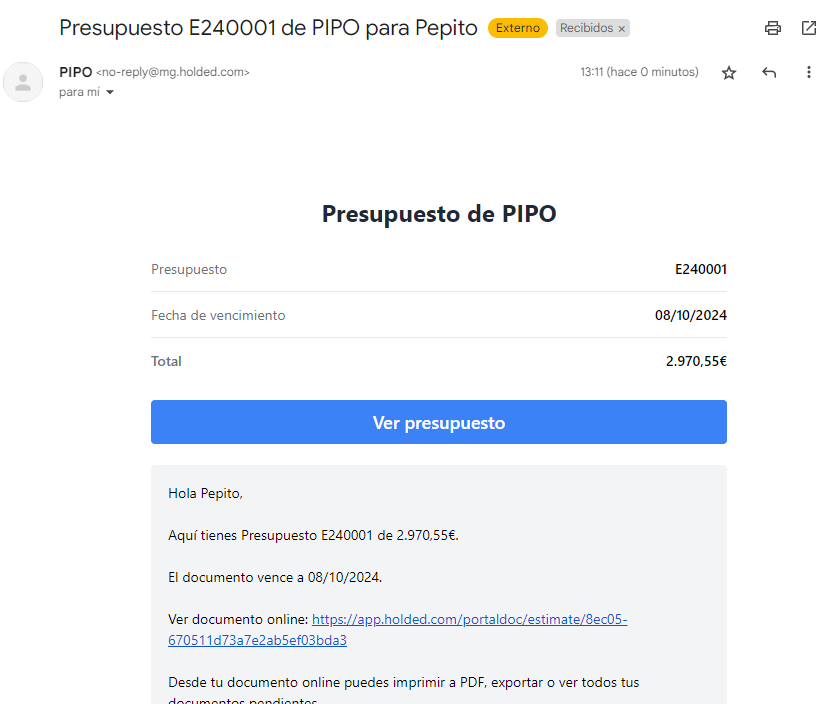 Presupuesto E240001 de PIPO para Pepito Externo Recibidos ×
PIPO <no-reply@mg.holded.com> 13:11 (hace 0 minutos)
para mí
Presupuesto de PIPO
Presupuesto E240001
Fecha de vencimiento 08/10/2024
Total 2.970,55€
Ver presupuesto
Hola Pepito,
Aquí tienes Presupuesto E240001 de 2.970,55€.
El documento vence a 08/10/2024.
Ver documento online: https://app.holded.com/portaldoc/estimate/8ec05-
670511d73a7e2ab5ef03bda3
Desde tu documento online puedes imprimir a PDF, exportar o ver todos tus
documentos pendientes